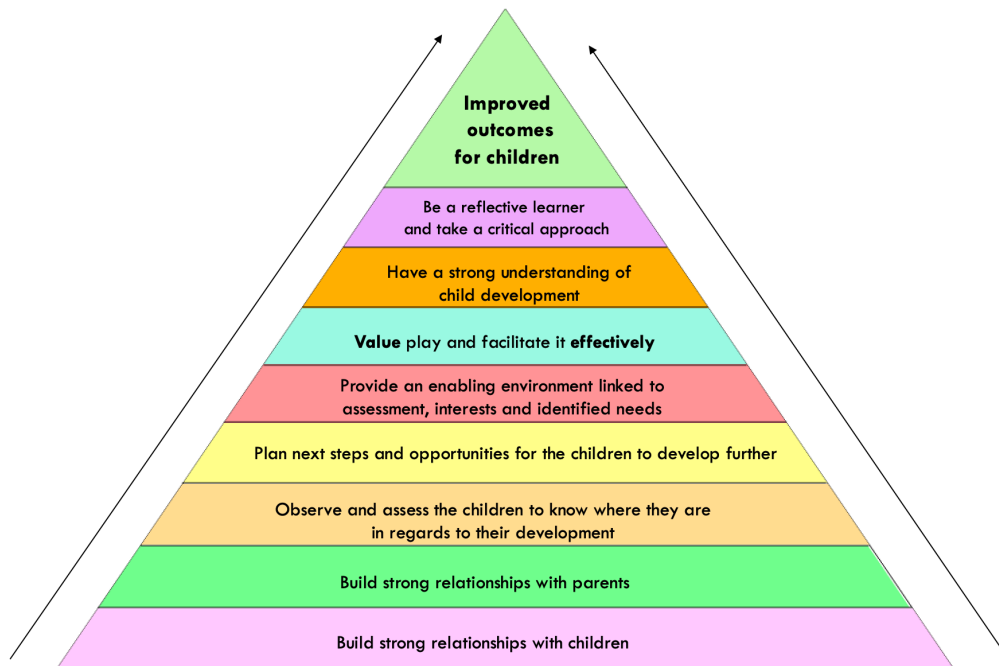 Improved
outcomes
for children
Be a reflective learner
and take a critical approach
Have a strong understanding of
child development
Value play and facilitate it effectively
Provide an enabling environment linked to
assessment, interests and identified needs
Plan next steps and opportunities for the children to develop further
Observe and assess the children to know where they are
in regards to their development
Build strong relationships with parents
Build strong relationships with children